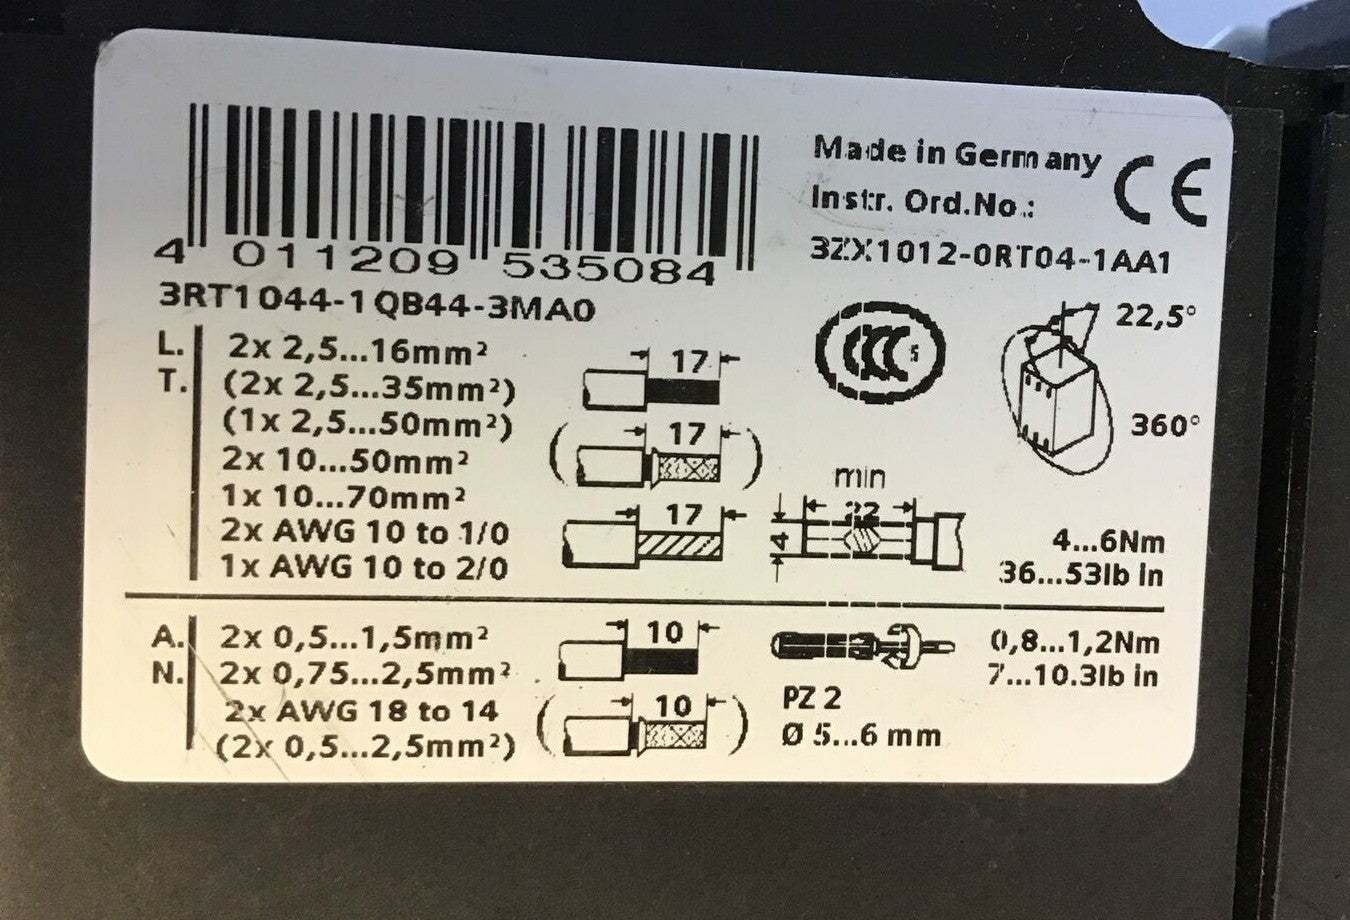 4 011209 535084
3RT1044-1QB44-3MA0
Made in Germany CE
Instr. Ord.No.:
3ZX1012-0RT04-1AA1
CCC S
22,5°
360°
L. 2x 2,5...16mm²
T. (2x 2,5...35mm²)
(1x 2,5...50mm²)
2x 10...50mm²
1x 10...70mm²
2x AWG 10 to 1/0
1x AWG 10 to 2/0
17
( 17 )
17
min
22
4
4...6Nm
36...53lb in
A. 2x 0,5...1,5mm²
N. 2x 0,75...2,5mm²
2x AWG 18 to 14
(2x 0,5...2,5mm²)
10
( 10 )
PZ 2
Ø 5...6 mm
0,8...1,2Nm
7...10.3lb in